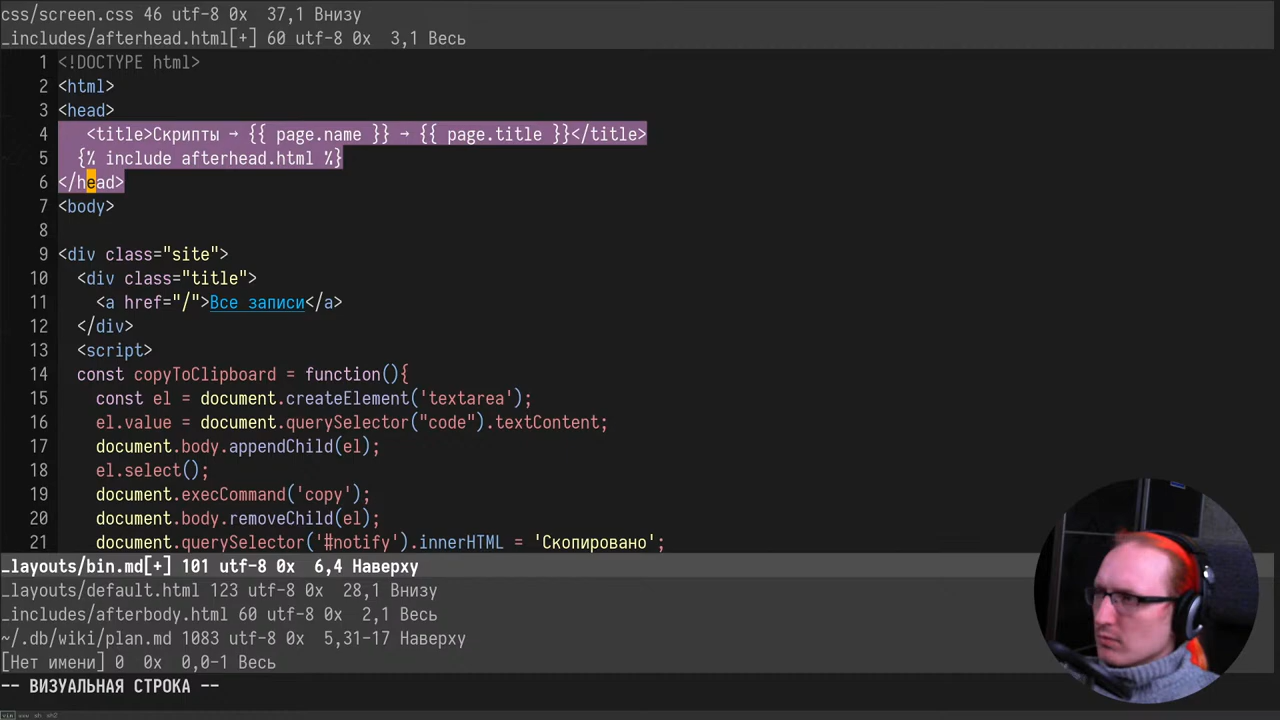 css/screen.css 46 utf-8 0x  37,1 Внизу
_includes/afterhead.html[+] 60 utf-8 0x  3,1 Весь
1 <!DOCTYPE html>
2 <html>
3 <head>
4    <title>Скрипты → {{ page.name }} → {{ page.title }}</title>
5   {% include afterhead.html %}
6 </head>
7 <body>
8
9 <div class="site">
10   <div class="title">
11     <a href="/">Все записи</a>
12   </div>
13   <script>
14   const copyToClipboard = function(){
15     const el = document.createElement('textarea');
16     el.value = document.querySelector("code").textContent;
17     document.body.appendChild(el);
18     el.select();
19     document.execCommand('copy');
20     document.body.removeChild(el);
21     document.querySelector('#notify').innerHTML = 'Скопировано';
_layouts/bin.md[+] 101 utf-8 0x  6,4 Наверху
_layouts/default.html 123 utf-8 0x  28,1 Внизу
_includes/afterbody.html 60 utf-8 0x  2,1 Весь
~/.db/wiki/plan.md 1083 utf-8 0x  5,31-17 Наверху
[Нет имени] 0  0x  0,0-1 Весь
-- ВИЗУАЛЬНАЯ СТРОКА --